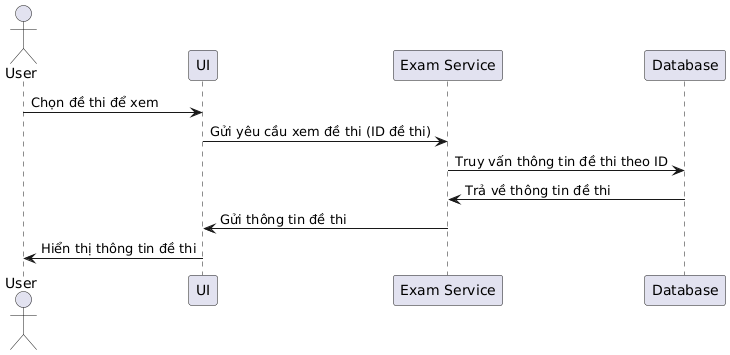 User
UI
Exam Service
Database
Chọn đề thi để xem
Gửi yêu cầu xem đề thi (ID đề thi)
Truy vấn thông tin đề thi theo ID
Trả về thông tin đề thi
Gửi thông tin đề thi
Hiển thị thông tin đề thi
User
UI
Exam Service
Database